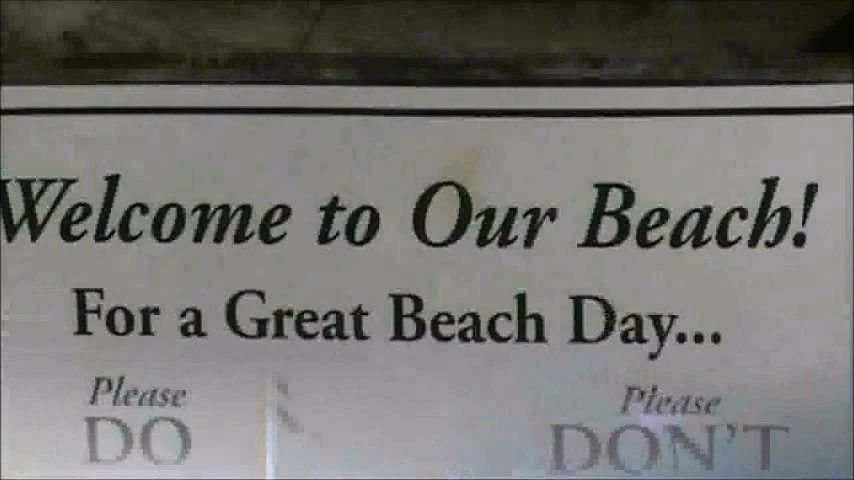 Welcome to Our Beach!
For a Great Beach Day...
Please Please
DO DON'T